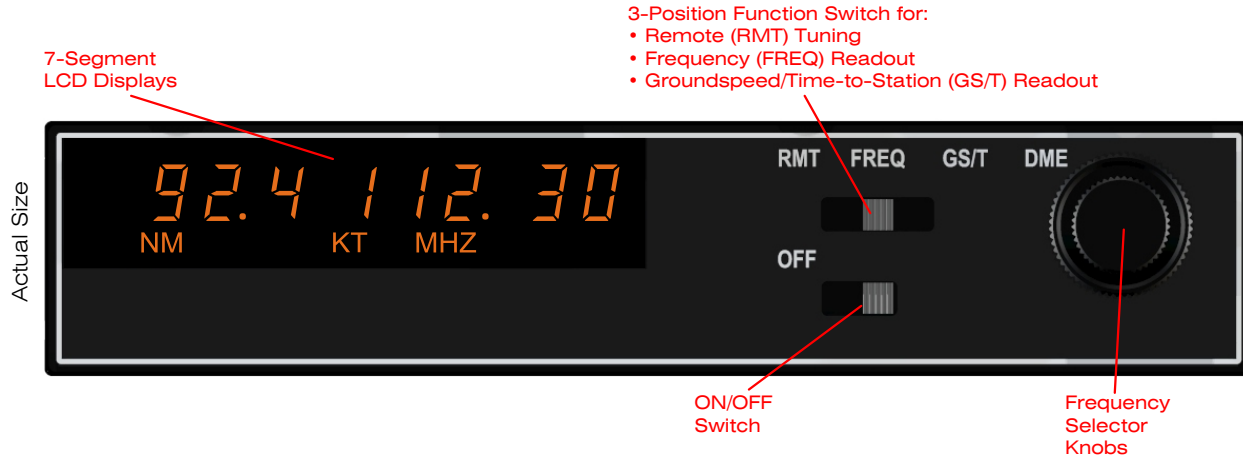 3-Position Function Switch for:
• Remote (RMT) Tuning
• Frequency (FREQ) Readout
• Groundspeed/Time-to-Station (GS/T) Readout
7-Segment
LCD Displays
Actual Size
RMT FREQ GS/T DME
92.4 112.30
NM KT MHZ
OFF
ON/OFF
Switch
Frequency
Selector
Knobs